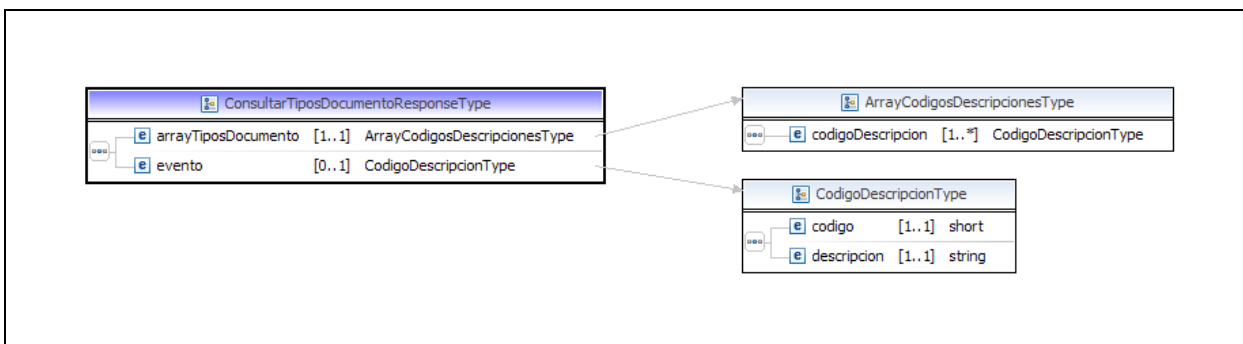 ConsultarTiposDocumentoResponseType
e arrayTiposDocumento [1..1] ArrayCodigosDescripcionesType
e evento [0..1] CodigoDescripcionType
ArrayCodigosDescripcionesType
e codigoDescripcion [1..*] CodigoDescripcionType
CodigoDescripcionType
e codigo [1..1] short
e descripcion [1..1] string